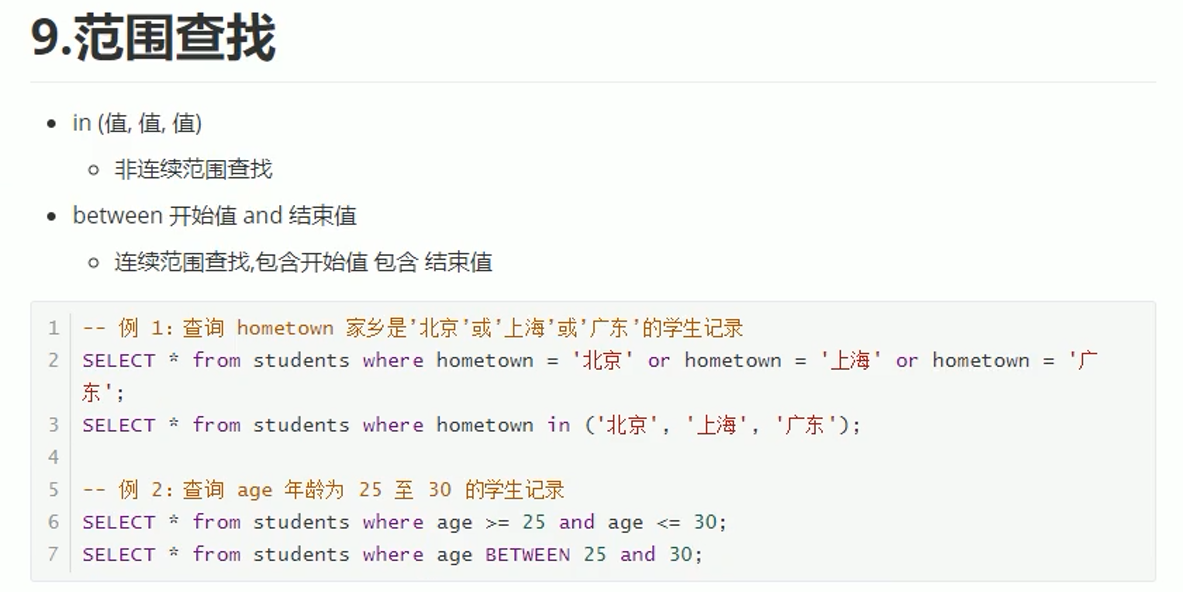 9.范围查找
in (值, 值, 值)
非连续范围查找
between 开始值 and 结束值
连续范围查找,包含开始值 包含 结束值
1 -- 例 1：查询 hometown 家乡是'北京'或'上海'或'广东'的学生记录
2 SELECT * from students where hometown = '北京' or hometown = '上海' or hometown = '广
东';
3 SELECT * from students where hometown in ('北京', '上海', '广东');
4
5 -- 例 2：查询 age 年龄为 25 至 30 的学生记录
6 SELECT * from students where age >= 25 and age <= 30;
7 SELECT * from students where age BETWEEN 25 and 30;